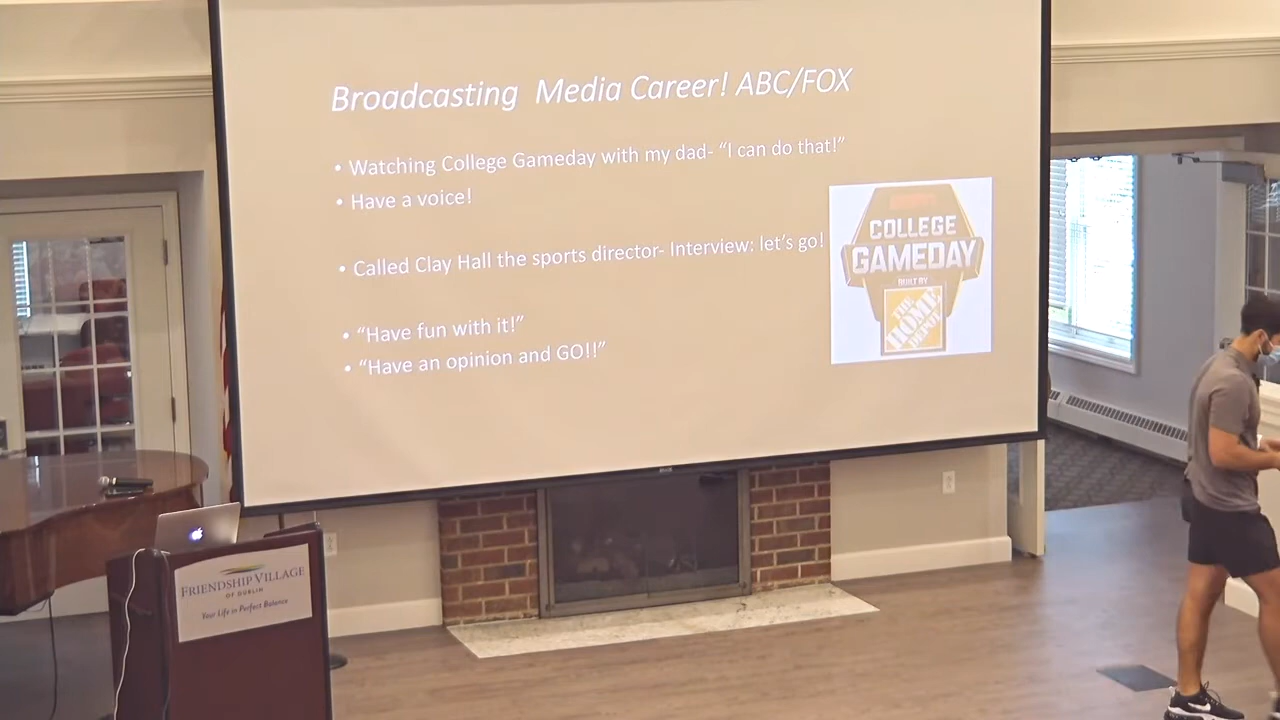 Broadcasting Media Career! ABC/FOX
• Watching College Gameday with my dad- “I can do that!”
• Have a voice!
• Called Clay Hall the sports director- Interview: let’s go!
• “Have fun with it!”
• “Have an opinion and GO!!”
COLLEGE
GAMEDAY
BUILT BY
THE
HOME
DEPOT
FRIENDSHIP VILLAGE
OF DUBLIN
Your Life in Perfect Balance